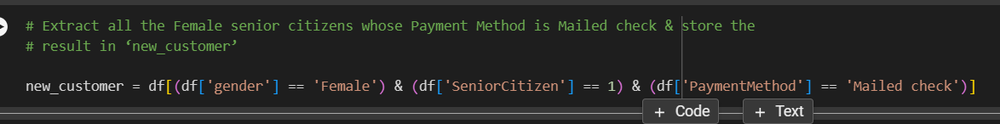 # Extract all the Female senior citizens whose Payment Method is Mailed check & store the
# result in ‘new_customer’
new_customer = df[(df['gender'] == 'Female') & (df['SeniorCitizen'] == 1) & (df['PaymentMethod'] == 'Mailed check')]
+ Code + Text